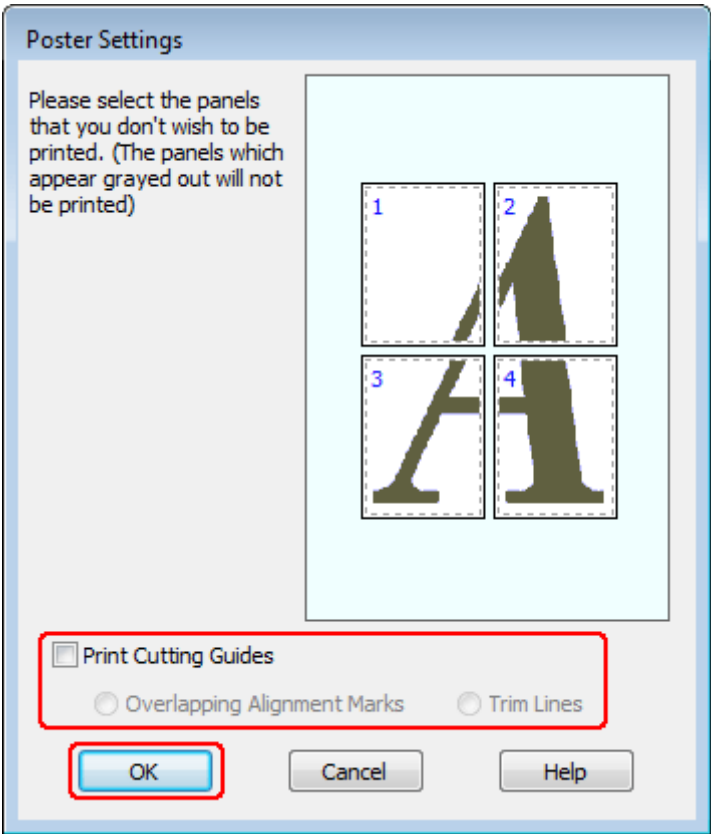 Poster Settings
Please select the panels
that you don't wish to be
printed. (The panels which
appear grayed out will not
be printed)
1
2
3
4
Print Cutting Guides
Overlapping Alignment Marks
Trim Lines
OK
Cancel
Help